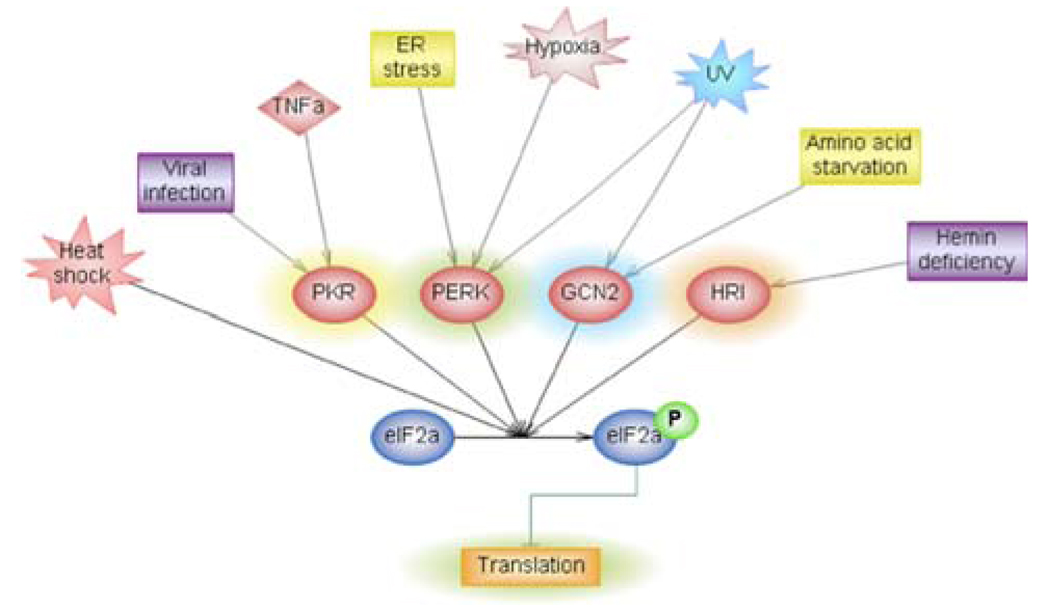 ER
stress
Hypoxia
UV
TNFa
Amino acid
starvation
Viral
infection
Heat
shock
Hemin
deficiency
PKR
PERK
GCN2
HRI
eIF2a
eIF2a
P
Translation